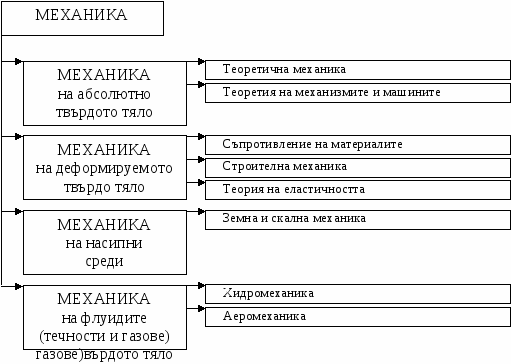 МЕХАНИКА
МЕХАНИКА
на абсолютно
твърдото тяло
Теоретична механика
Теоретия на механизмите и машините
МЕХАНИКА
на деформируемото
твърдо тяло
Съпротивление на материалите
Строителна механика
Теория на еластичността
МЕХАНИКА
на насипни
среди
Земна и скална механика
МЕХАНИКА
на флуидите
(течности и газове)
газове)върдото тяло
Хидромеханика
Аеромеханика